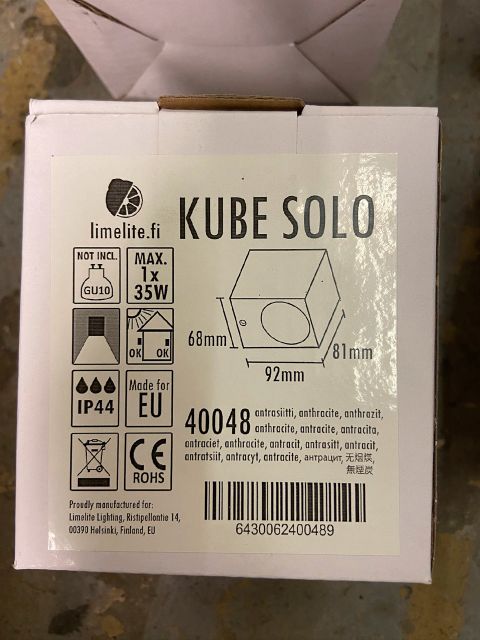 limelite.fi
KUBE SOLO
NOT INCL.
GU10
MAX.
1x
35W
OK OK
68mm
92mm
81mm
IP44
Made for
EU
40048 antrasiitti, anthracite, anthrazit,
anthracite, antracite, antracita,
antraciet, anthracite, antracit, antrasitt, antracit,
antratsiit, antracyt, antracite, антрацит, 无烟炭,
無煙炭
CE
ROHS
Proudly manufactured for:
Limelite Lighting, Ristipellontie 14,
00390 Helsinki, Finland, EU
6430062400489